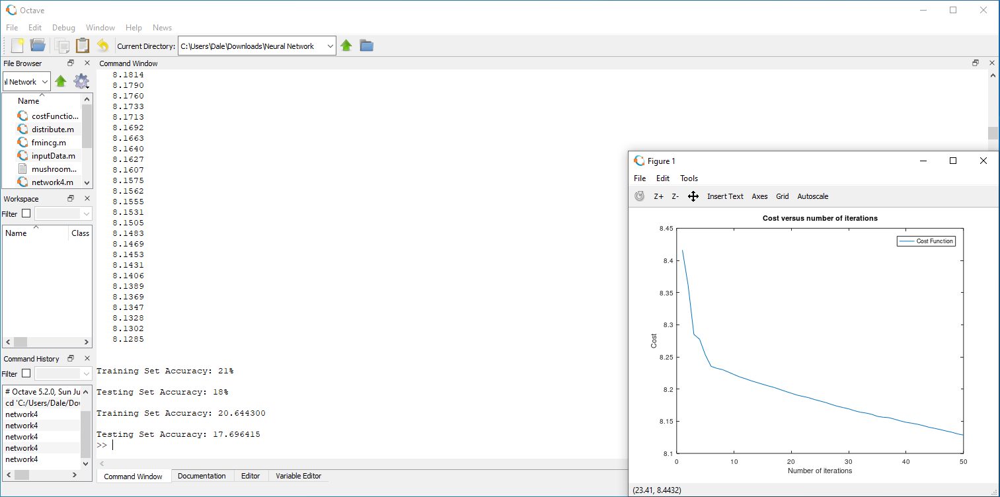 Octave
File Edit Debug Window Help News
Current Directory: C:\Users\Dale\Downloads\Neural Network
File Browser
al Network
Name
costFunctio...
distribute.m
fmincg.m
inputData.m
mushroom...
network4.m
Workspace
Filter
Name Class
Command History
Filter
# Octave 5.2.0, Sun Ju
cd 'C:/Users/Dale/Do
network4
network4
network4
network4
network4
Command Window
8.1814
8.1790
8.1760
8.1733
8.1713
8.1692
8.1663
8.1640
8.1627
8.1607
8.1575
8.1562
8.1555
8.1531
8.1505
8.1483
8.1469
8.1453
8.1431
8.1406
8.1389
8.1369
8.1347
8.1328
8.1302
8.1285
Training Set Accuracy: 21%
Testing Set Accuracy: 18%
Training Set Accuracy: 20.644300
Testing Set Accuracy: 17.696415
>>
Command Window Documentation Editor Variable Editor
Figure 1
File Edit Tools
Z+ Z- Insert Text Axes Grid Autoscale
Cost versus number of iterations
Cost Function
8.45
8.4
8.35
8.3
8.25
8.2
8.15
8.1
Cost
0 10 20 30 40 50
Number of iterations
(23.41, 8.4432)